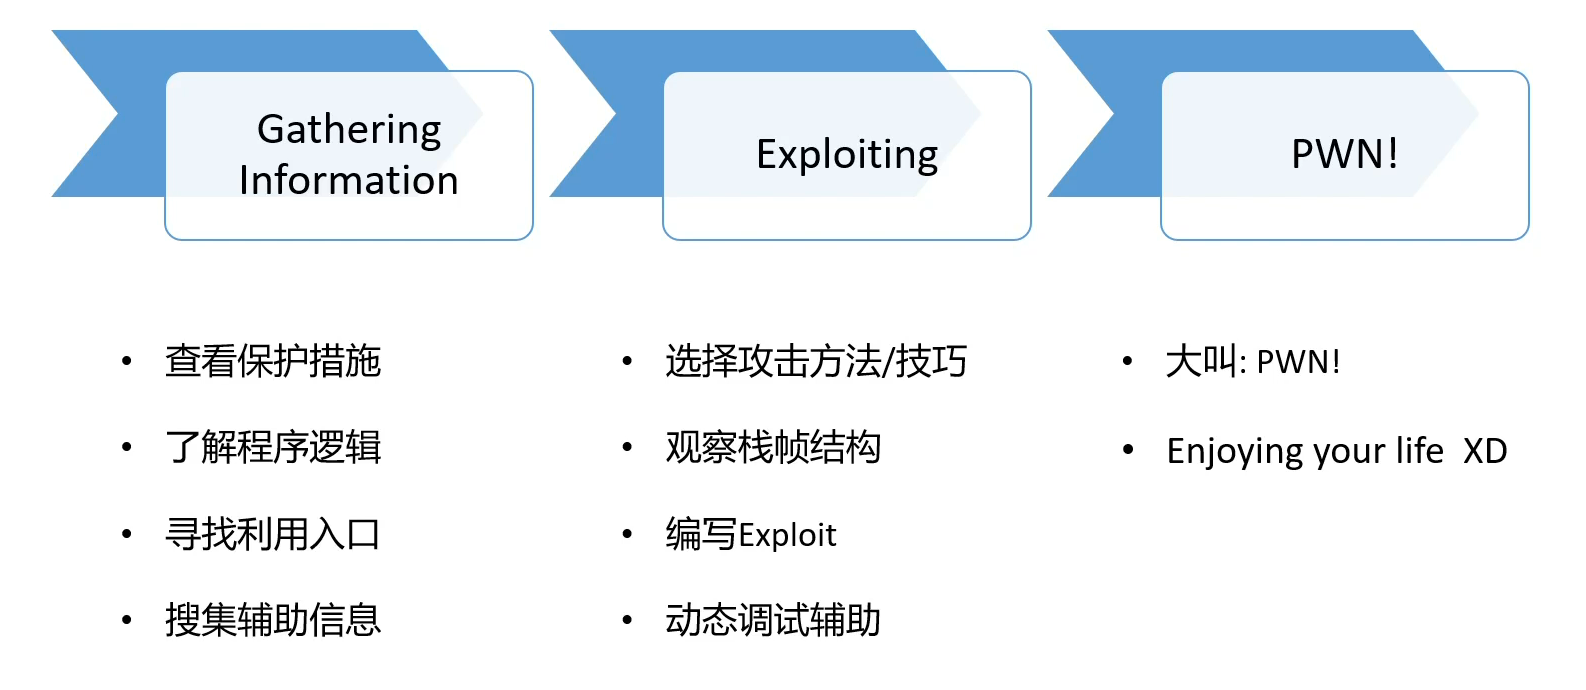 Gathering
Information
Exploiting
PWN!
• 查看保护措施
• 了解程序逻辑
• 寻找利用入口
• 搜集辅助信息
• 选择攻击方法/技巧
• 观察栈帧结构
• 编写Exploit
• 动态调试辅助
• 大叫: PWN!
• Enjoying your life  XD